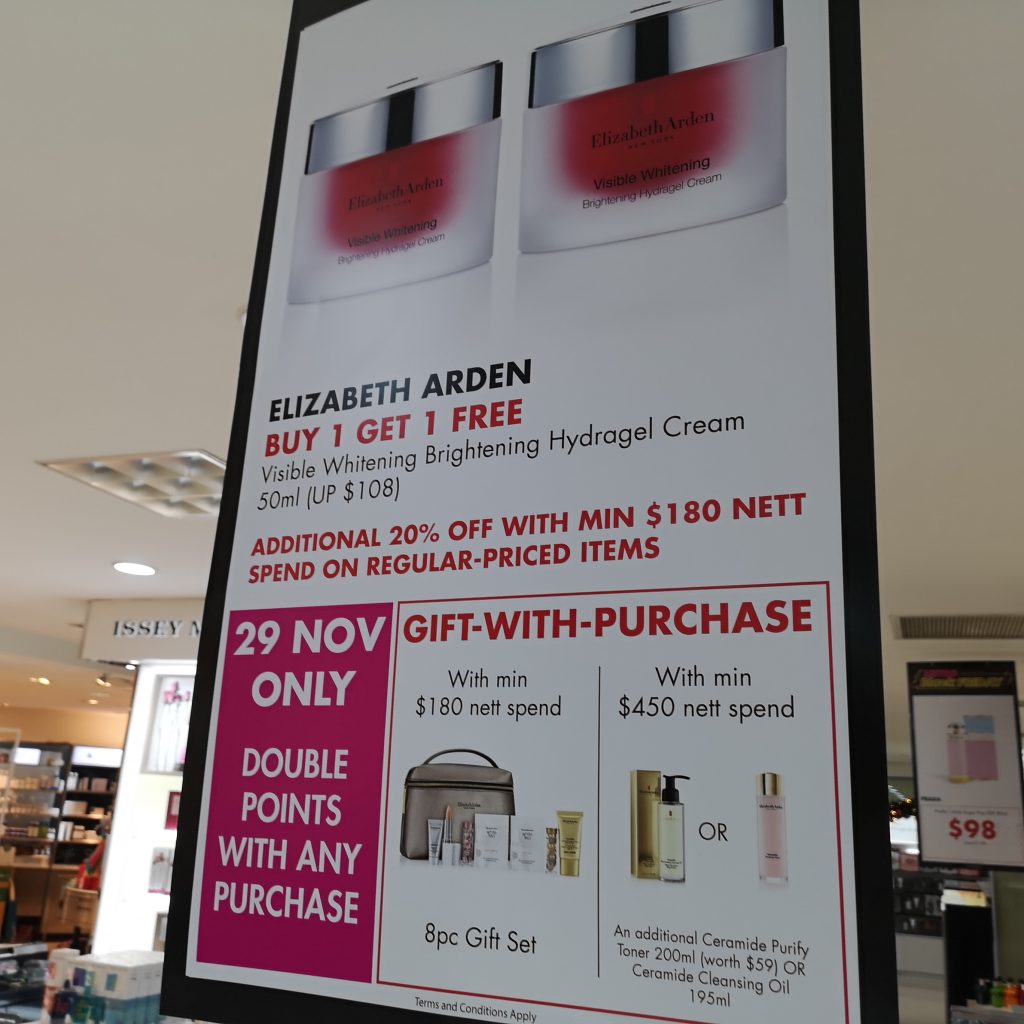 Elizabeth Arden
NEW YORK
Visible Whitening
Brightening Hydragel Cream
Elizabeth Arden
NEW YORK
Visible Whitening
Brightening Hydragel Cream
ELIZABETH ARDEN
BUY 1 GET 1 FREE
Visible Whitening Brightening Hydragel Cream
50ml (UP $108)
ADDITIONAL 20% OFF WITH MIN $180 NETT
SPEND ON REGULAR-PRICED ITEMS
29 NOV
ONLY
DOUBLE
POINTS
WITH ANY
PURCHASE
GIFT-WITH-PURCHASE
With min
$180 nett spend
8pc Gift Set
With min
$450 nett spend
OR
An additional Ceramide Purify
Toner 200ml (worth $59) OR
Ceramide Cleansing Oil
195ml
Terms and Conditions Apply
ISSEY
$98